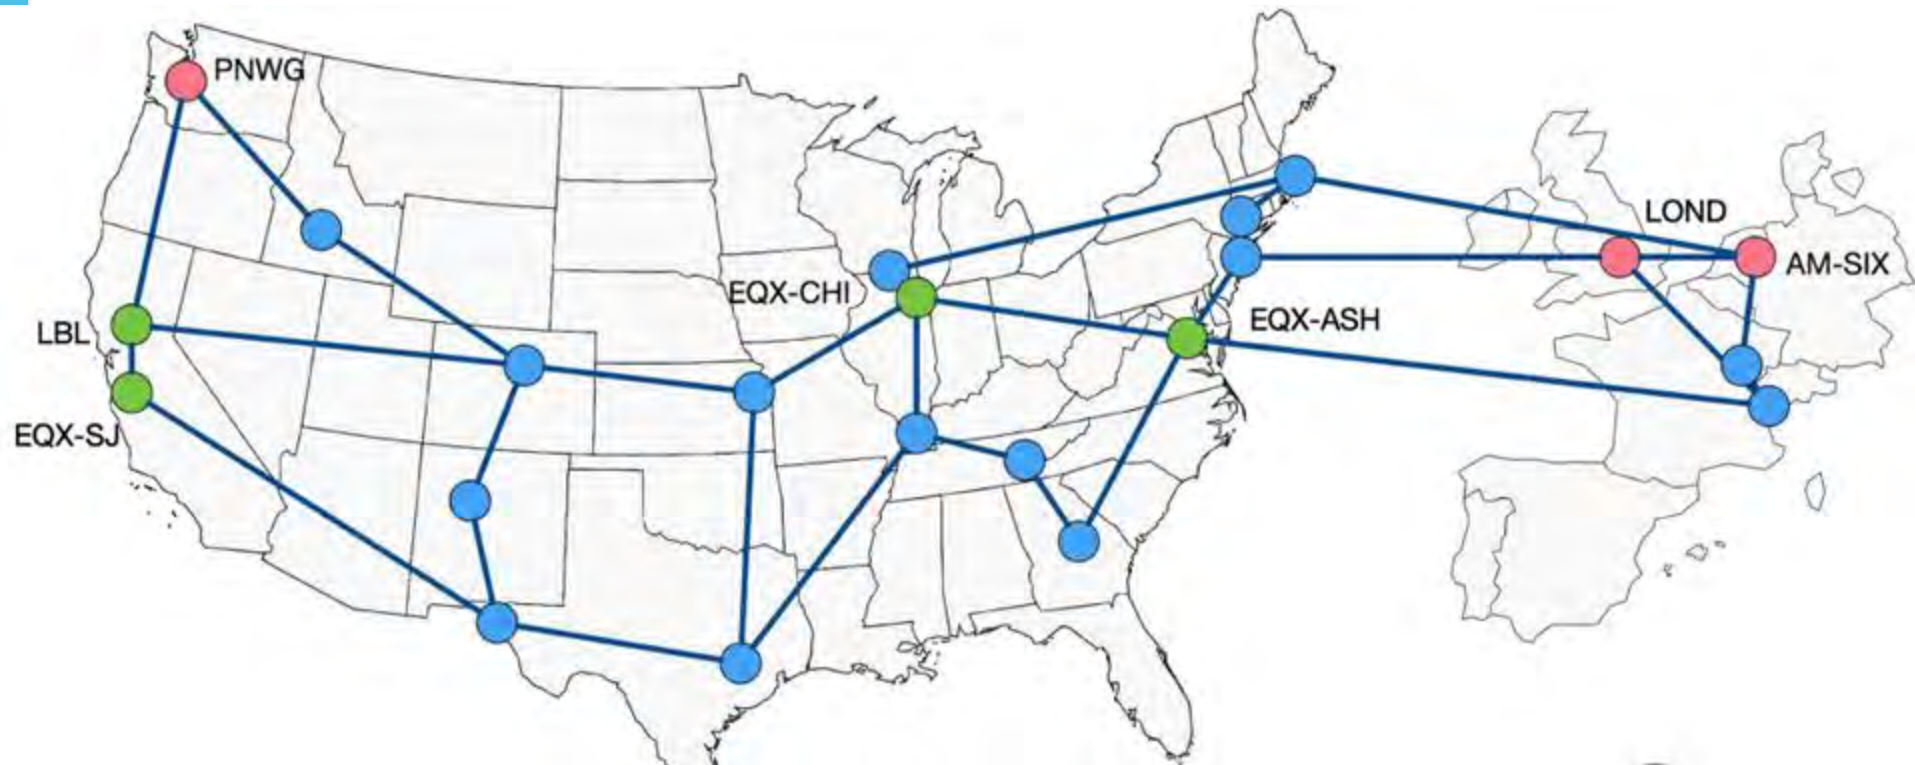 PNWG
LOND
AM-SIX
EQX-CHI
EQX-ASH
LBL
EQX-SJ